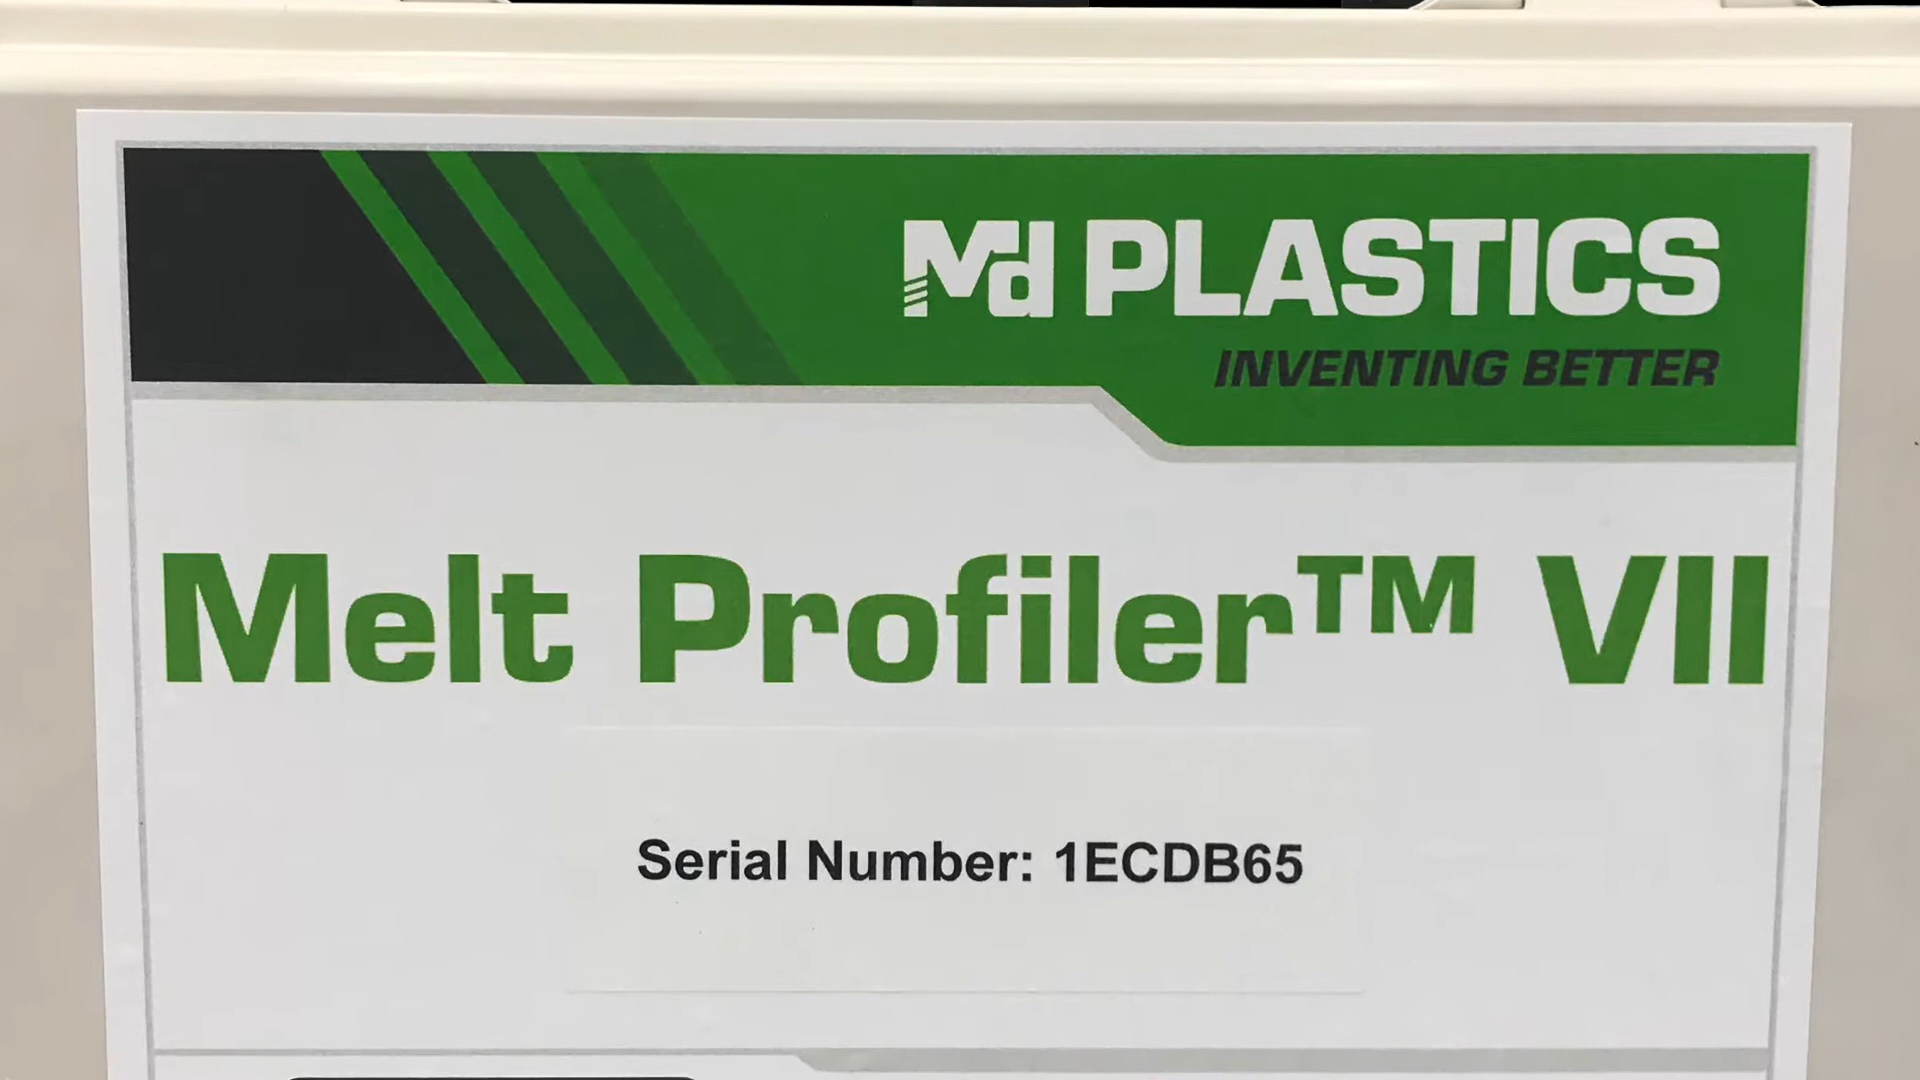 Md PLASTICS
INVENTING BETTER
Melt Profiler™ VII
Serial Number: 1ECDB65